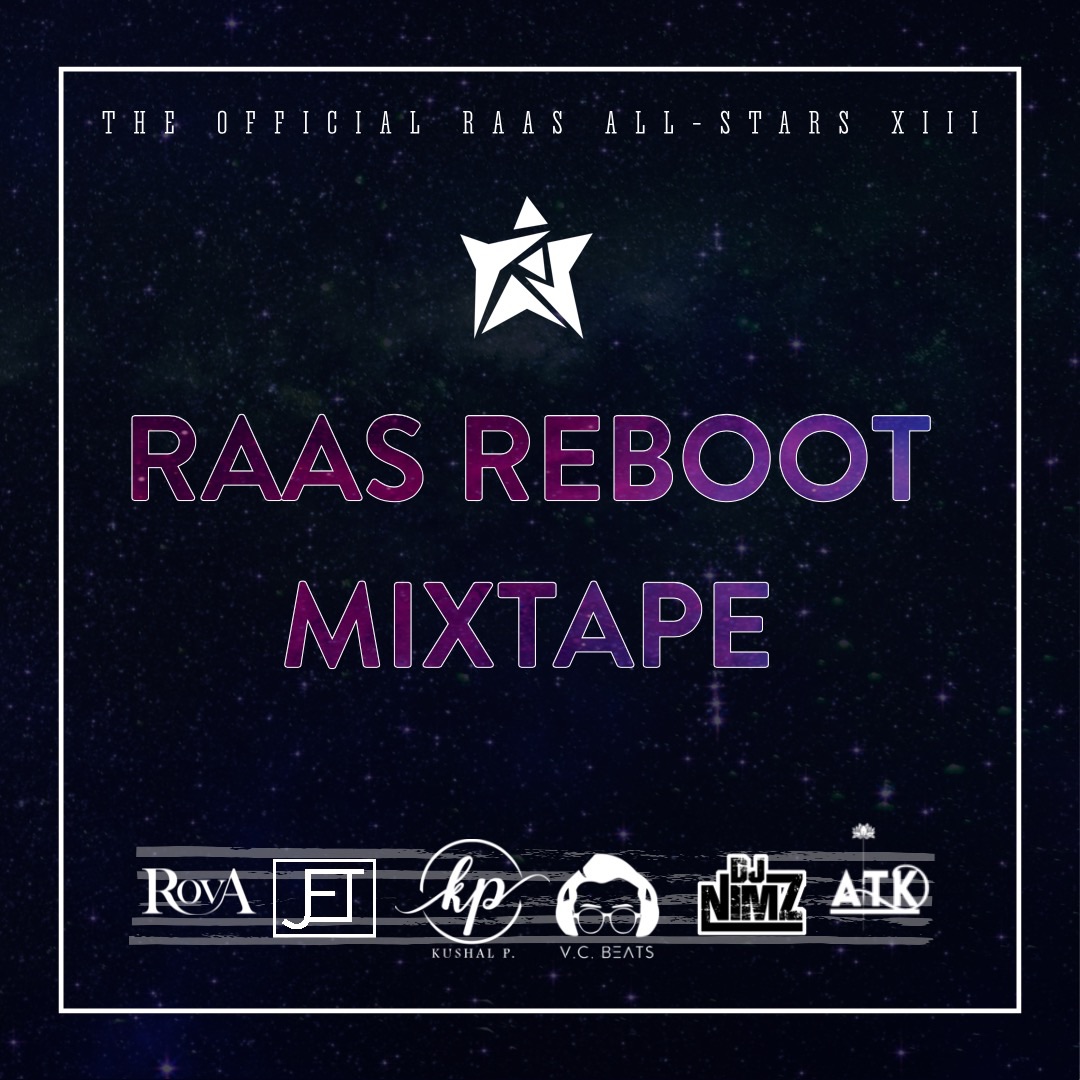 THE OFFICIAL RAAS ALL-STARS XIII
RAAS REBOOT
MIXTAPE
ROVA
JET
kp
KUSHAL P.
V.C. BEATS
DJ
NIMZ
ATK